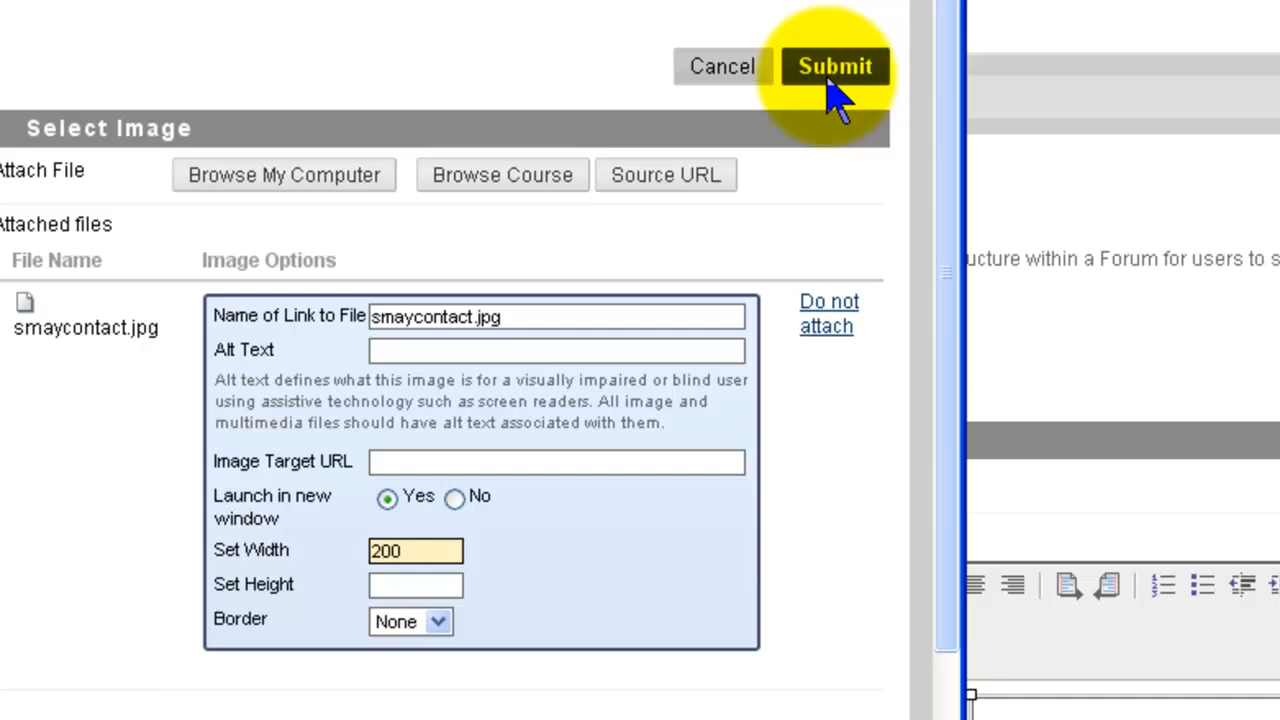 Cancel Submit
Select Image
Attach File Browse My Computer Browse Course Source URL
Attached files
File Name Image Options
smaycontact.jpg
Name of Link to File smaycontact.jpg
Do not
attach
Alt Text
Alt text defines what this image is for a visually impaired or blind user
using assistive technology such as screen readers. All image and
multimedia files should have alt text associated with them.
Image Target URL
Launch in new
window
Yes No
Set Width 200
Set Height
Border None
ucture within a Forum for users to s